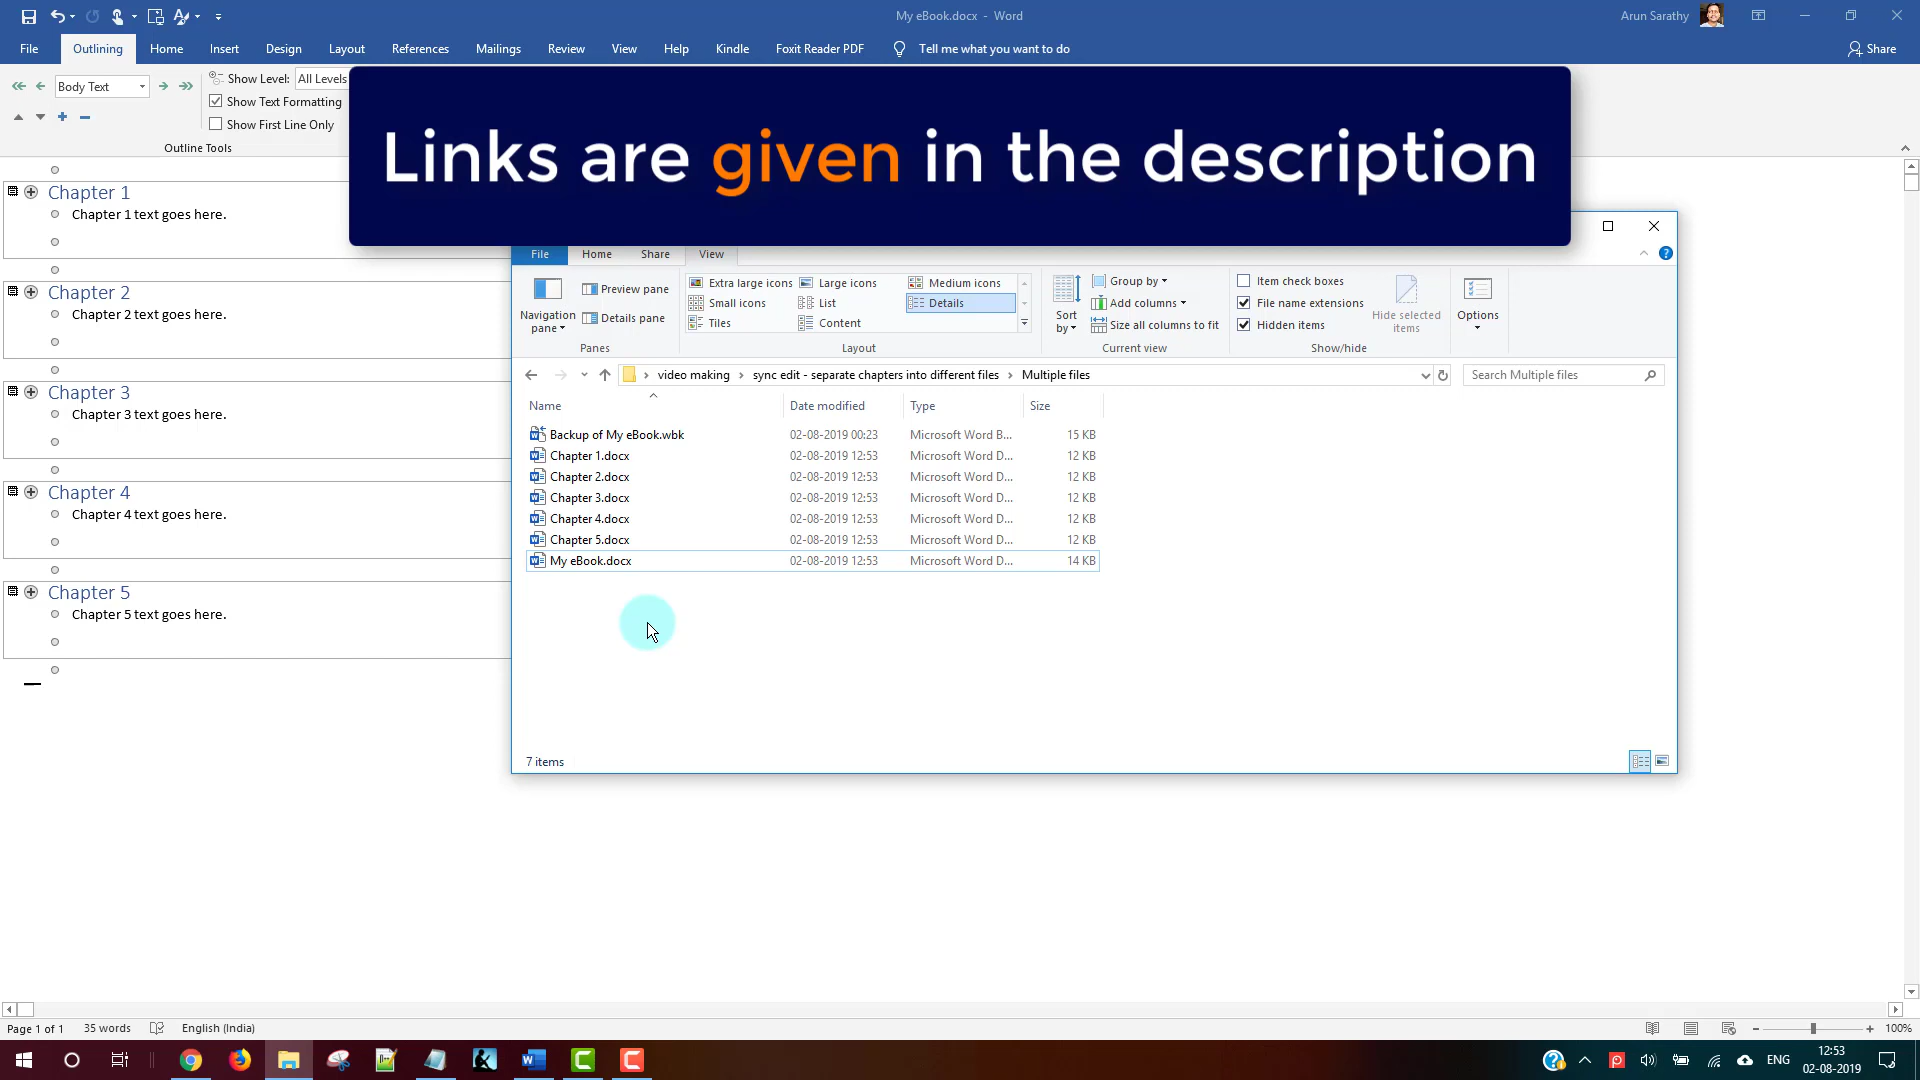 My eBook.docx - Word
Arun Sarathy
File Outlining Home Insert Design Layout References Mailings Review View Help Kindle Foxit Reader PDF Tell me what you want to do Share
Body Text
Show Level: All Levels
Show Text Formatting
Show First Line Only
Outline Tools
Links are given in the description
Chapter 1
Chapter 1 text goes here.
Chapter 2
Chapter 2 text goes here.
Chapter 3
Chapter 3 text goes here.
Chapter 4
Chapter 4 text goes here.
Chapter 5
Chapter 5 text goes here.
File Home Share View
Navigation pane
Preview pane
Details pane
Panes
Extra large icons Large icons Medium icons
Small icons List Details
Tiles Content
Layout
Sort by
Group by
Add columns
Size all columns to fit
Current view
Item check boxes
File name extensions
Hidden items
Hide selected items
Show/hide
Options
video making sync edit - separate chapters into different files Multiple files
Search Multiple files
Name Date modified Type Size
Backup of My eBook.wbk 02-08-2019 00:23 Microsoft Word B... 15 KB
Chapter 1.docx 02-08-2019 12:53 Microsoft Word D... 12 KB
Chapter 2.docx 02-08-2019 12:53 Microsoft Word D... 12 KB
Chapter 3.docx 02-08-2019 12:53 Microsoft Word D... 12 KB
Chapter 4.docx 02-08-2019 12:53 Microsoft Word D... 12 KB
Chapter 5.docx 02-08-2019 12:53 Microsoft Word D... 12 KB
My eBook.docx 02-08-2019 12:53 Microsoft Word D... 14 KB
7 items
Page 1 of 1 35 words English (India)
100%
ENG
12:53
02-08-2019